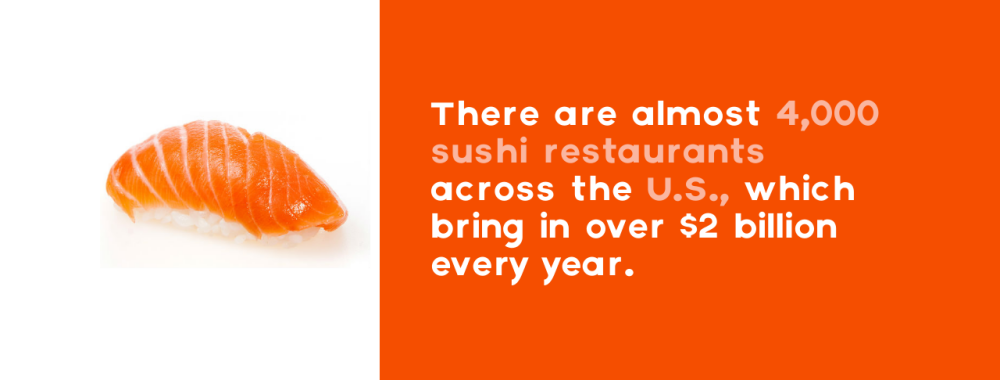 There are almost 4,000
sushi restaurants
across the U.S., which
bring in over $2 billion
every year.